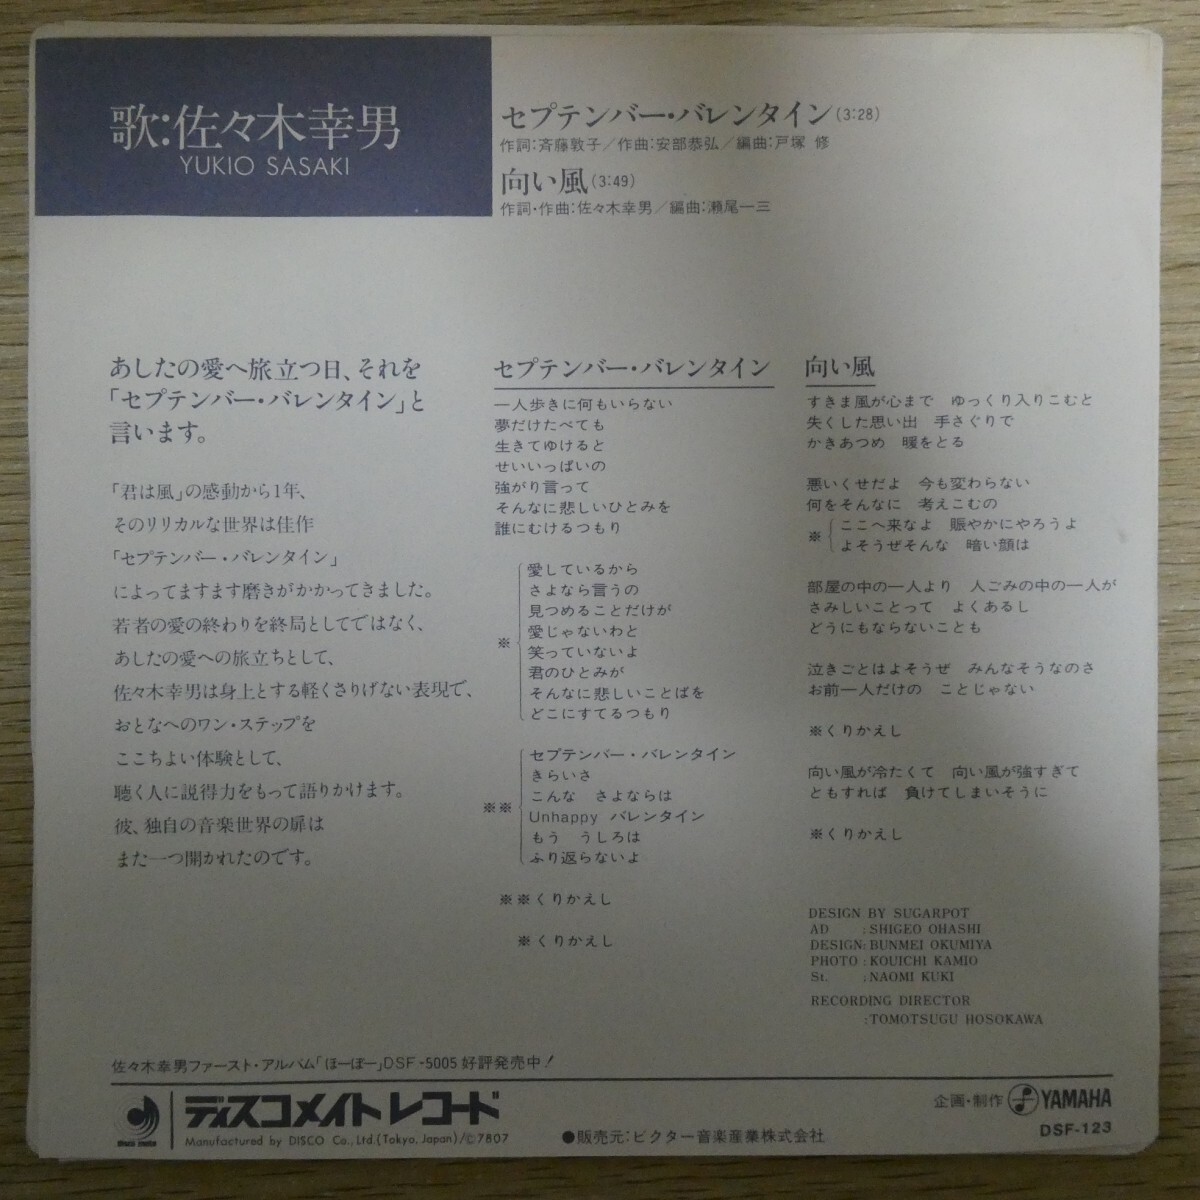 歌:佐々木幸男
YUKIO SASAKI
セプテンバー・バレンタイン(3:28)
作詞:斉藤敦子/作曲:安部恭弘/編曲:戸塚 修
向い風(3:49)
作詞・作曲:佐々木幸男/編曲:瀬尾一三
あしたの愛へ旅立つ日、それを
「セプテンバー・バレンタイン」と
言います。
「君は風」の感動から1年、
そのリリカルな世界は佳作
「セプテンバー・バレンタイン」
によってますます磨きがかかってきました。
若者の愛の終わりを終局としてではなく、
あしたの愛への旅立ちとして、
佐々木幸男は身上とする軽くさりげない表現で、
おとなへのワン・ステップを
ここちよい体験として、
聴く人に説得力をもって語りかけます。
彼、独自の音楽世界の扉は
また一つ開かれたのです。
セプテンバー・バレンタイン
一人歩きに何もいらない
夢だけたべても
生きてゆけると
せいいっぱいの
強がり言って
そんなに悲しいひとみを
誰にむけるつもり
※
愛しているから
さよなら言うの
見つめることだけが
愛じゃないわと
笑っていないよ
君のひとみが
そんなに悲しいことばを
どこにすてるつもり
※※
セプテンバー・バレンタイン
きらいさ
こんな さよならは
Unhappy バレンタイン
もう うしろは
ふり返らないよ
※※くりかえし
※くりかえし
向い風
すきま風が心まで ゆっくり入りこむと
失くした思い出 手さぐりで
かきあつめ 暖をとる
悪いくせだよ 今も変わらない
何をそんなに 考えこむの
※
ここへ来なよ 賑やかにやろうよ
よそうぜそんな 暗い顔は
部屋の中の一人より 人ごみの中の一人が
さみしいことって よくあるし
どうにもならないことも
泣きごとはよそうぜ みんなそうなのさ
お前一人だけの ことじゃない
※くりかえし
向い風が冷たくて 向い風が強すぎて
ともすれば 負けてしまいそうに
※くりかえし
DESIGN BY SUGARPOT
AD :SHIGEO OHASHI
DESIGN:BUNMEI OKUMIYA
PHOTO :KOUICHI KAMIO
St. :NAOMI KUKI
RECORDING DIRECTOR
:TOMOTSUGU HOSOKAWA
佐々木幸男ファースト・アルバム「ほーぼー」DSF-5005 好評発売中!
disco mate
ディスコメイトレコード
Manufactured by DISCO Co., Ltd.(Tokyo, Japan)/©7807
●販売元:ビクター音楽産業株式会社
企画・制作 YAMAHA
DSF-123